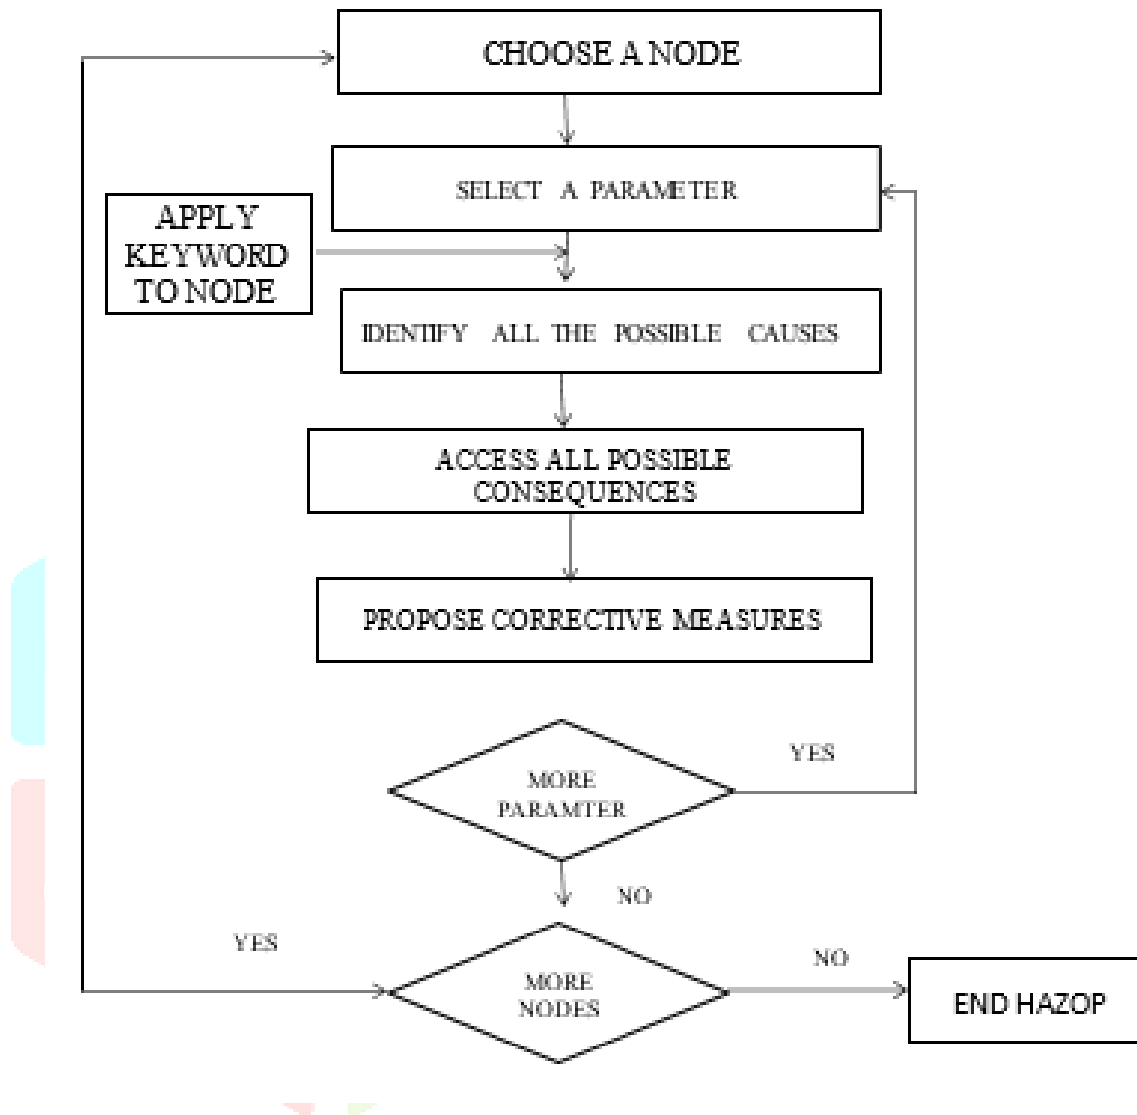 CHOOSE A NODE
SELECT A PARAMETER
APPLY
KEYWORD
TO NODE
IDENTIFY ALL THE POSSIBLE CAUSES
ACCESS ALL POSSIBLE
CONSEQUENCES
PROPOSE CORRECTIVE MEASURES
YES
MORE
PARAMTER
NO
YES
MORE
NODES
NO
END HAZOP